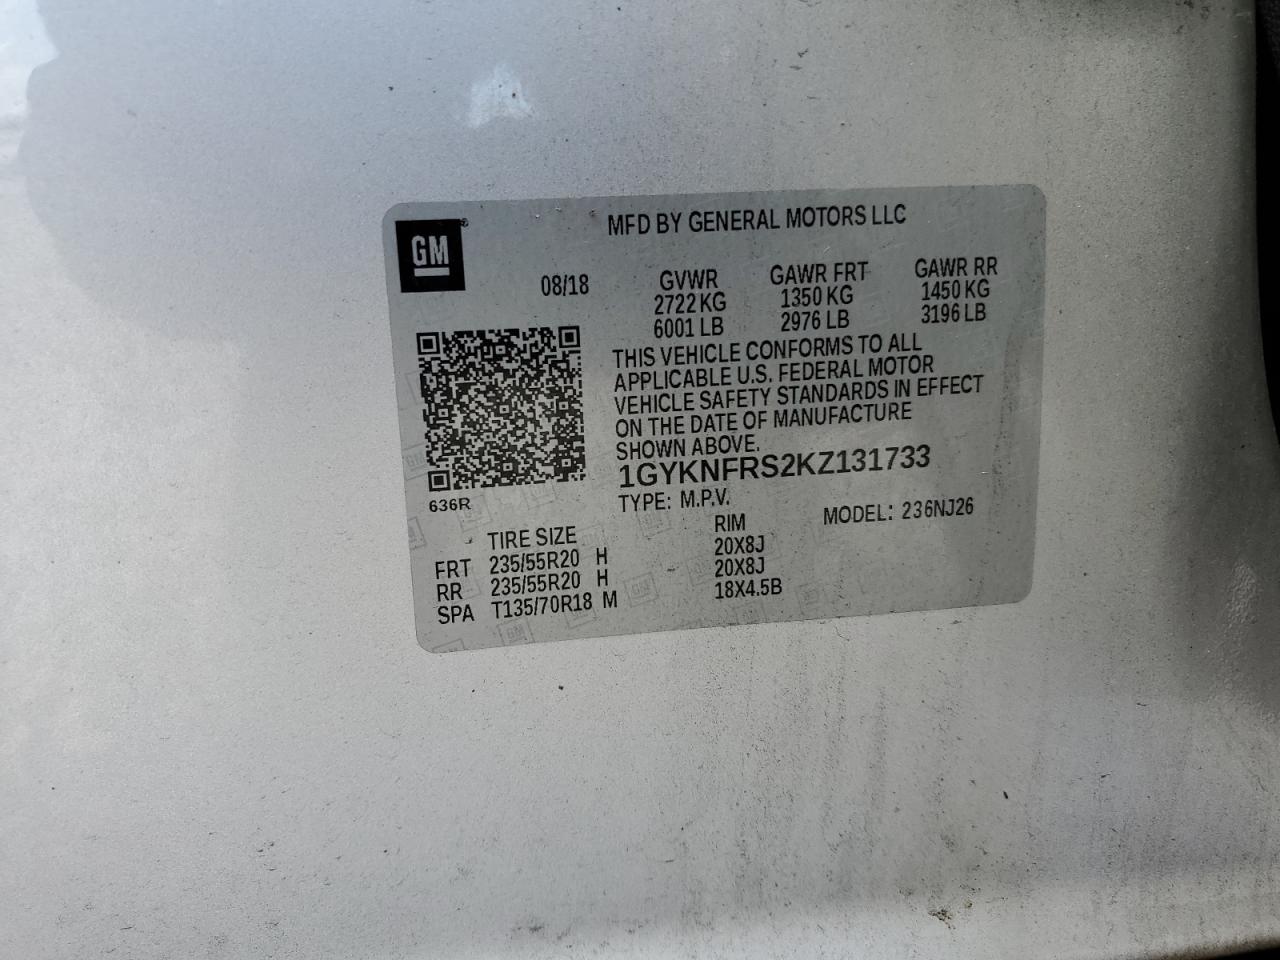 MFD BY GENERAL MOTORS LLC
GM ®
08/18 GVWR GAWR FRT GAWR RR
2722 KG 1350 KG 1450 KG
6001 LB 2976 LB 3196 LB
THIS VEHICLE CONFORMS TO ALL
APPLICABLE U.S. FEDERAL MOTOR
VEHICLE SAFETY STANDARDS IN EFFECT
ON THE DATE OF MANUFACTURE
SHOWN ABOVE.
1GYKNFRS2KZ131733
636R
TYPE: M.P.V. MODEL: 236NJ26
TIRE SIZE RIM
FRT 235/55R20 H 20X8J
RR 235/55R20 H 20X8J
SPA T135/70R18 M 18X4.5B